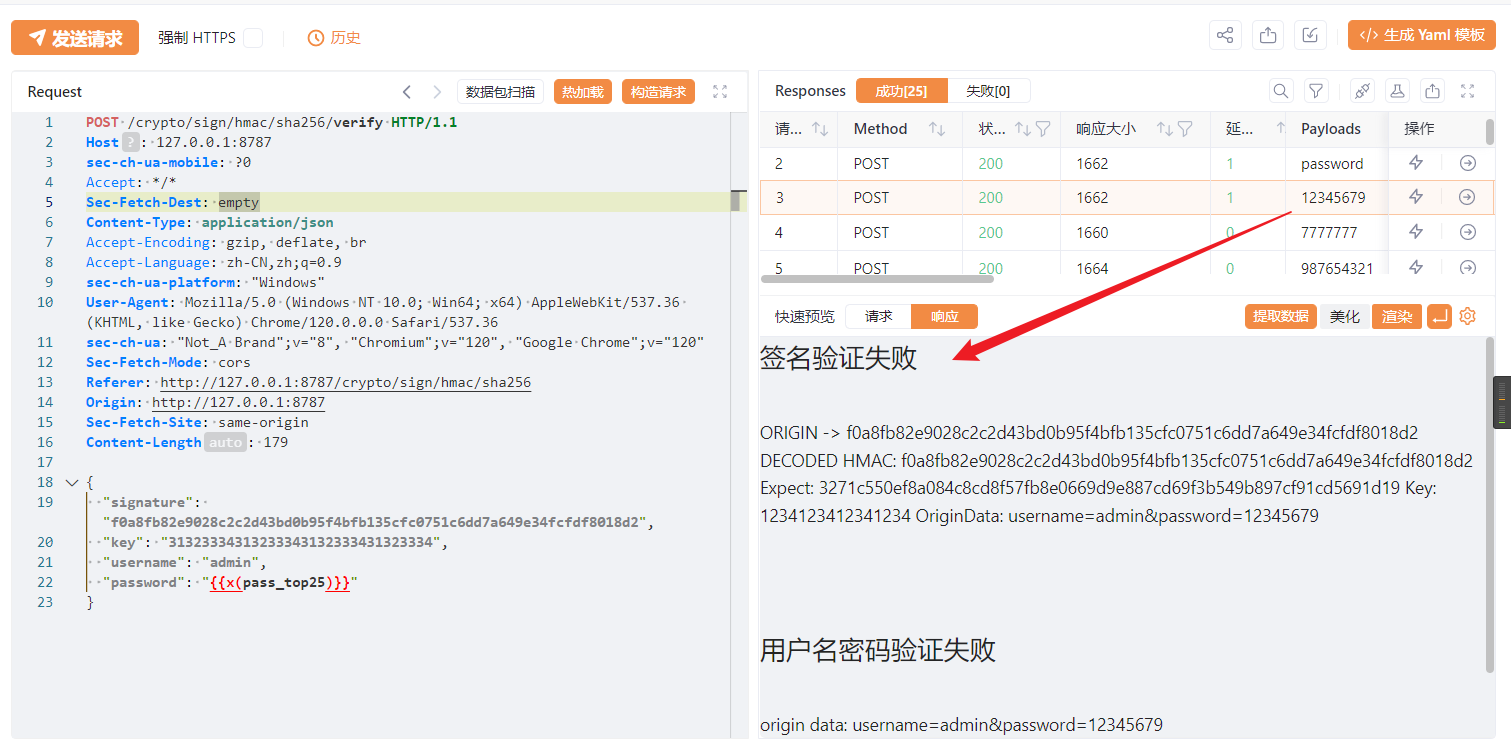 发送请求 强制 HTTPS 历史 </> 生成 Yaml 模板
Request 数据包扫描 热加载 构造请求
1 POST /crypto/sign/hmac/sha256/verify HTTP/1.1
2 Host ? : 127.0.0.1:8787
3 sec-ch-ua-mobile: ?0
4 Accept: */*
5 Sec-Fetch-Dest: empty
6 Content-Type: application/json
7 Accept-Encoding: gzip, deflate, br
8 Accept-Language: zh-CN,zh;q=0.9
9 sec-ch-ua-platform: "Windows"
10 User-Agent: Mozilla/5.0 (Windows NT 10.0; Win64; x64) AppleWebKit/537.36
(KHTML, like Gecko) Chrome/120.0.0.0 Safari/537.36
11 sec-ch-ua: "Not_A Brand";v="8", "Chromium";v="120", "Google Chrome";v="120"
12 Sec-Fetch-Mode: cors
13 Referer: http://127.0.0.1:8787/crypto/sign/hmac/sha256
14 Origin: http://127.0.0.1:8787
15 Sec-Fetch-Site: same-origin
16 Content-Length auto : 179
17
18 {
19 "signature":
"f0a8fb82e9028c2c2d43bd0b95f4bfb135cfc0751c6dd7a649e34fcfdf8018d2",
20 "key": "31323334313233343132333431323334",
21 "username": "admin",
22 "password": "{{x(pass_top25)}}"
23 }
Responses 成功[25] 失败[0]
请... Method 状... 响应大小 延... Payloads 操作
2 POST 200 1662 1 password
3 POST 200 1662 1 12345679
4 POST 200 1660 0 7777777
5 POST 200 1664 0 987654321
快速预览 请求 响应 提取数据 美化 渲染
签名验证失败
ORIGIN -> f0a8fb82e9028c2c2d43bd0b95f4bfb135cfc0751c6dd7a649e34fcfdf8018d2
DECODED HMAC: f0a8fb82e9028c2c2d43bd0b95f4bfb135cfc0751c6dd7a649e34fcfdf8018d2
Expect: 3271c550ef8a084c8cd8f57fb8e0669d9e887cd69f3b549b897cf91cd5691d19 Key:
1234123412341234 OriginData: username=admin&password=12345679
用户名密码验证失败
origin data: username=admin&password=12345679